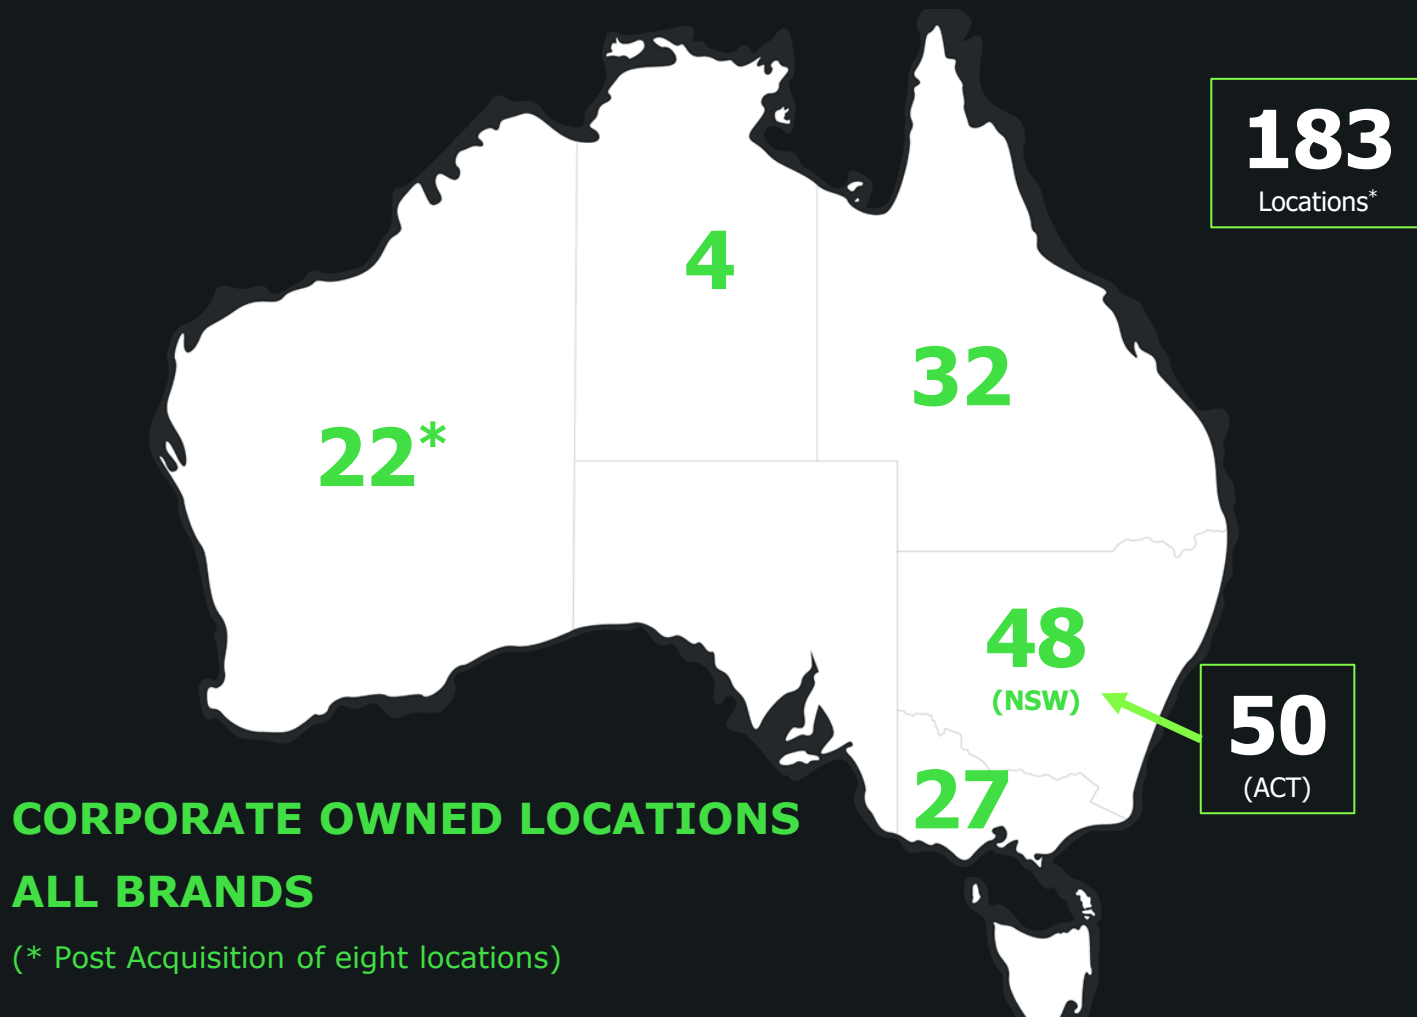 183
Locations*
4
32
22*
48
(NSW)
50
(ACT)
27
CORPORATE OWNED LOCATIONS
ALL BRANDS
(* Post Acquisition of eight locations)